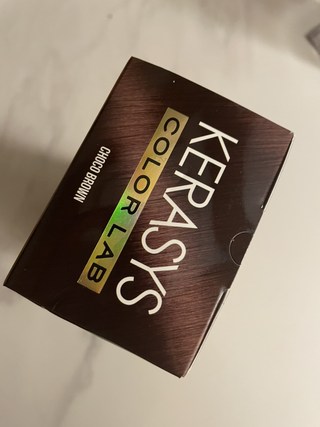 KERASYS
COLOR LAB
CHOCO BROWN